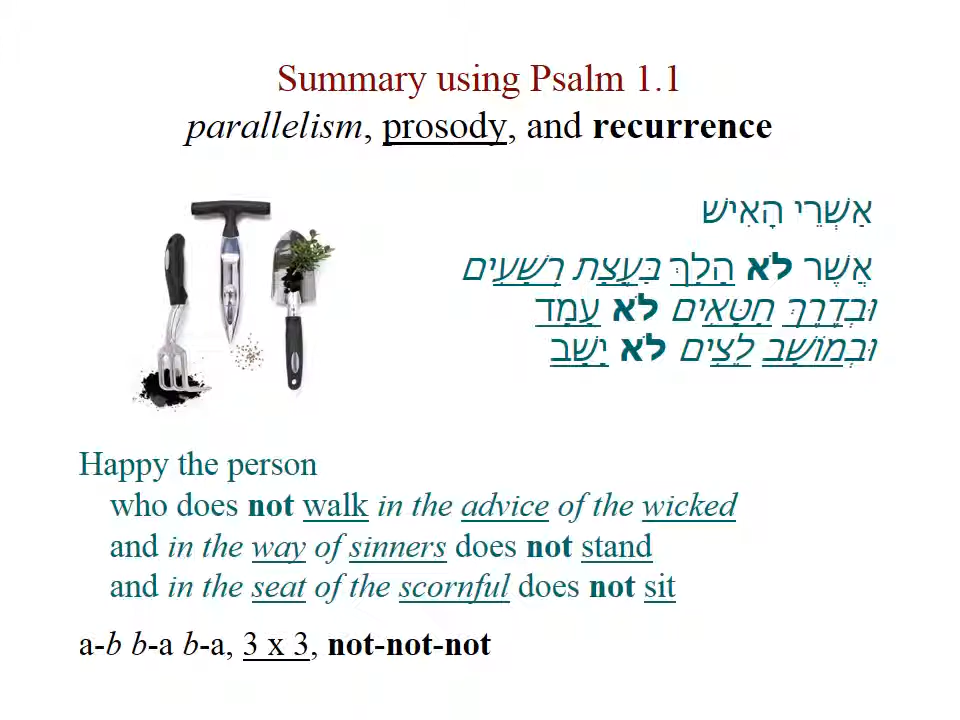 Summary using Psalm 1.1
parallelism, prosody, and recurrence
אַשְׁרֵי הָאִישׁ
אֲשֶׁר לֹא הָלַךְ בַּעֲצַת רְשָׁעִים
וּבְדֶרֶךְ חַטָּאִים לֹא עָמַד
וּבְמוֹשַׁב לֵצִים לֹא יָשָׁב
Happy the person
who does not walk in the advice of the wicked
and in the way of sinners does not stand
and in the seat of the scornful does not sit
a-b b-a b-a, 3 x 3, not-not-not